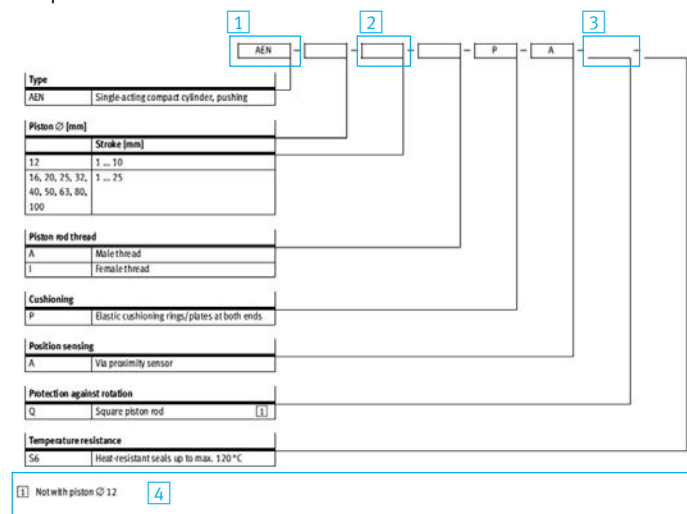 1 2 3
AEN – – – – P – A – –
Type
AEN Single-acting compact cylinder, pushing
Piston ∅ [mm]
Stroke [mm]
12 1 ... 10
16, 20, 25, 32, 1 ... 25
40, 50, 63, 80,
100
Piston rod thread
A Male thread
I Female thread
Cushioning
P Elastic cushioning rings/plates at both ends
Position sensing
A Via proximity sensor
Protection against rotation
Q Square piston rod 1
Temperature resistance
S6 Heat-resistant seals up to max. 120 °C
1 Not with piston ∅ 12 4